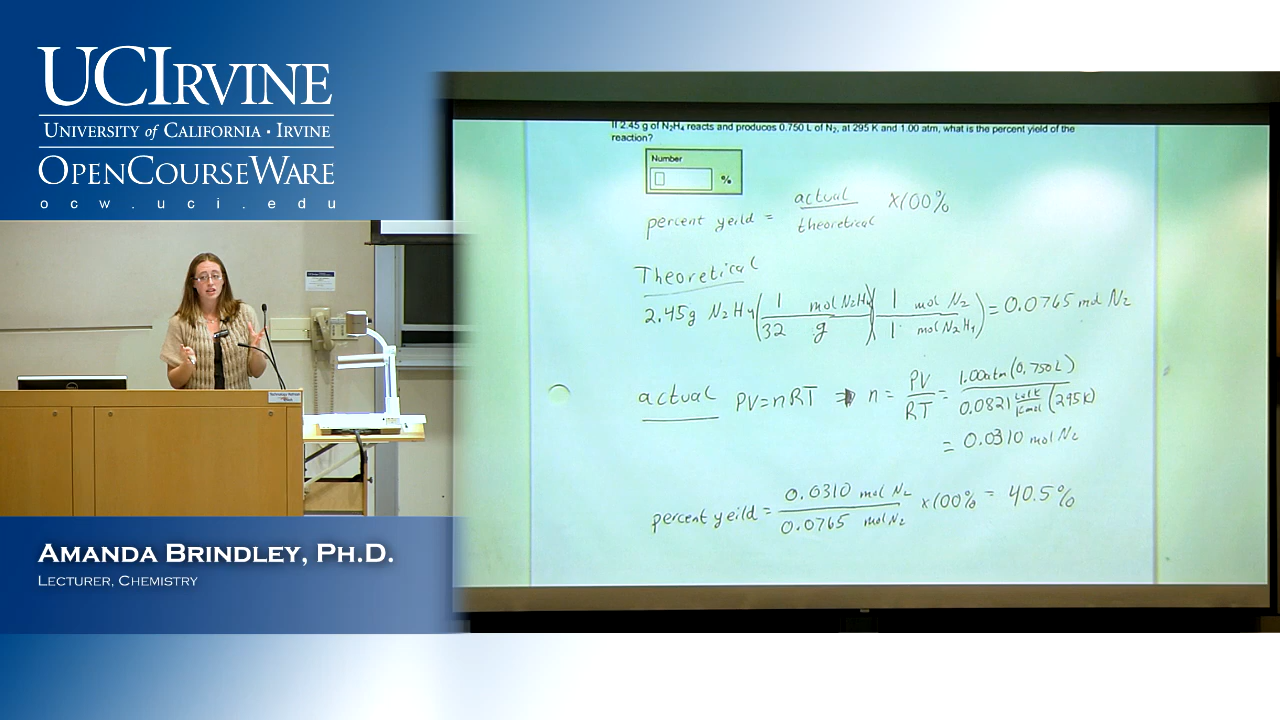 UCIRVINE
UNIVERSITY of CALIFORNIA · IRVINE
OPENCOURSEWARE
ocw.uci.edu
AMANDA BRINDLEY, PH.D.
LECTURER, CHEMISTRY
If 2.45 g of N₂H₄ reacts and produces 0.750 L of N₂, at 295 K and 1.00 atm, what is the percent yield of the
reaction?
Number
%
percent yeild = actual / theoretical ×100%
Theoretical
2.45g N₂H₄ (1 mol N₂H₄ / 32 g)(1 mol N₂ / 1 mol N₂H₄) = 0.0765 mol N₂
actual PV=nRT ⇒ n = PV / RT = 1.00atm (0.750L) / 0.0821 (295K)
= 0.0310 mol N₂
percent yeild = 0.0310 mol N₂ / 0.0765 mol N₂ ×100% = 40.5%